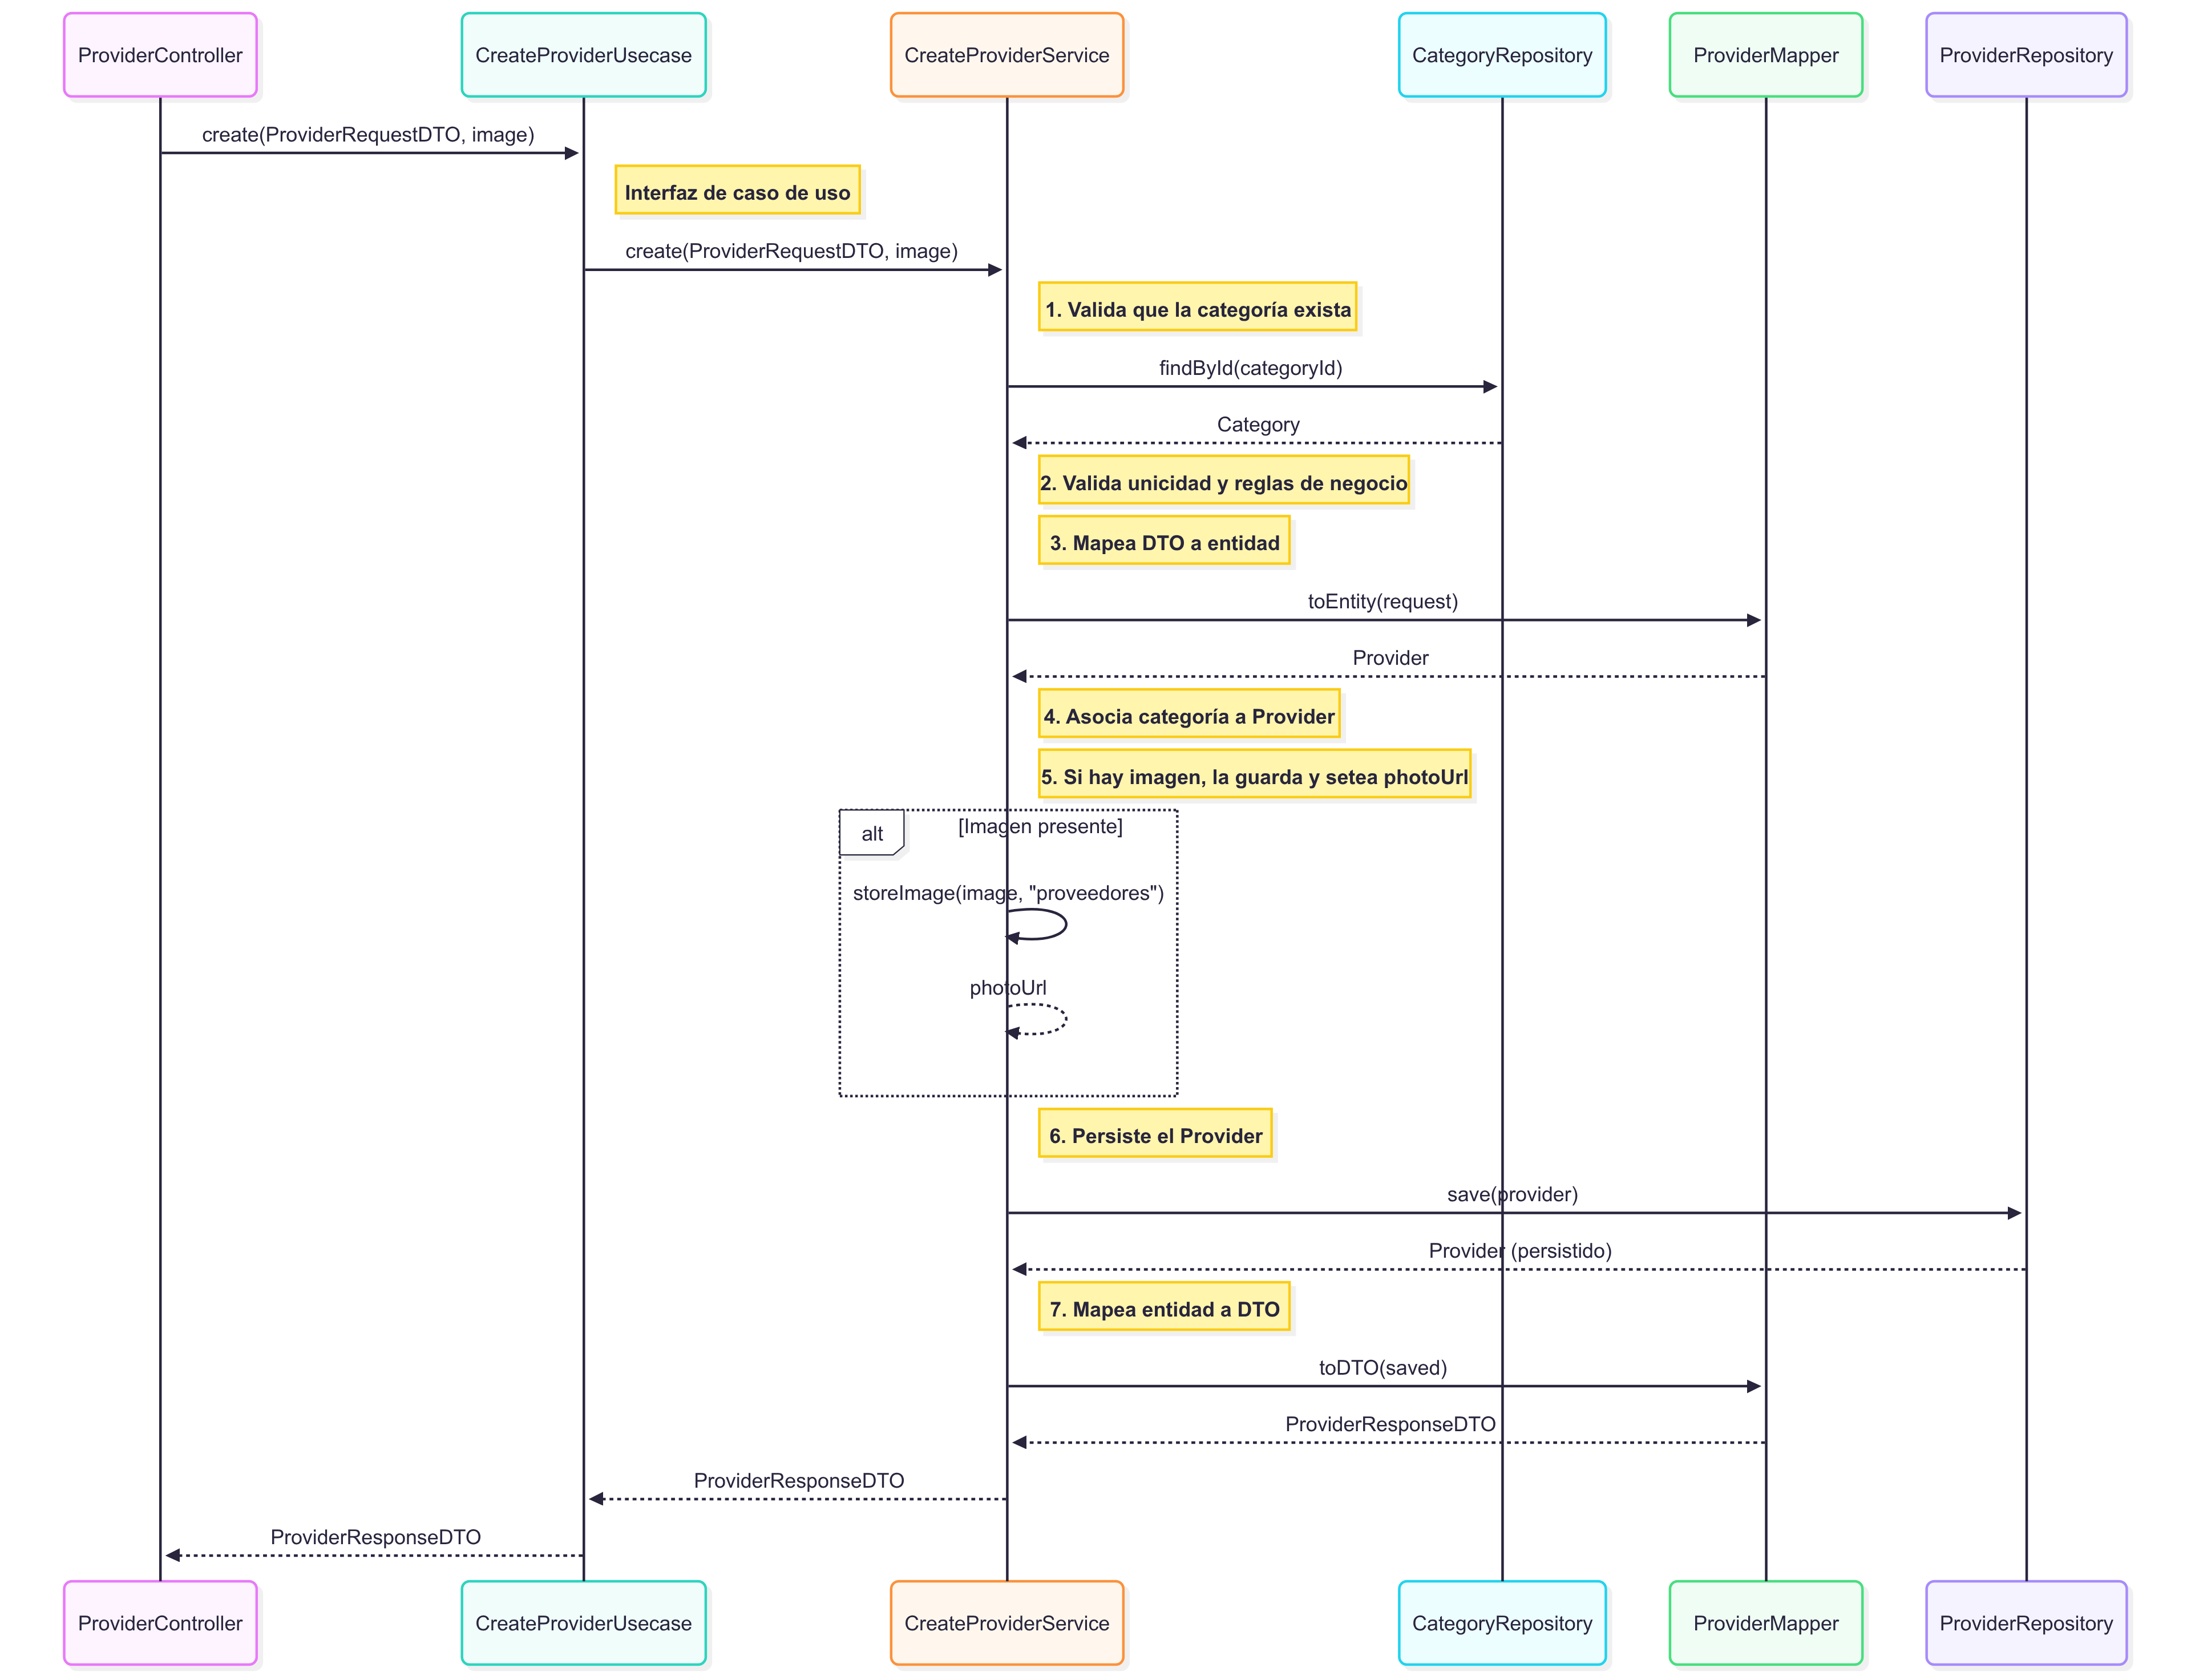 ProviderController
CreateProviderUsecase
CreateProviderService
CategoryRepository
ProviderMapper
ProviderRepository
create(ProviderRequestDTO, image)
Interfaz de caso de uso
create(ProviderRequestDTO, image)
1. Valida que la categoría exista
findById(categoryId)
Category
2. Valida unicidad y reglas de negocio
3. Mapea DTO a entidad
toEntity(request)
Provider
4. Asocia categoría a Provider
5. Si hay imagen, la guarda y setea photoUrl
alt
[Imagen presente]
storeImage(image, "proveedores")
photoUrl
6. Persiste el Provider
save(provider)
Provider (persistido)
7. Mapea entidad a DTO
toDTO(saved)
ProviderResponseDTO
ProviderResponseDTO
ProviderResponseDTO
ProviderController
CreateProviderUsecase
CreateProviderService
CategoryRepository
ProviderMapper
ProviderRepository